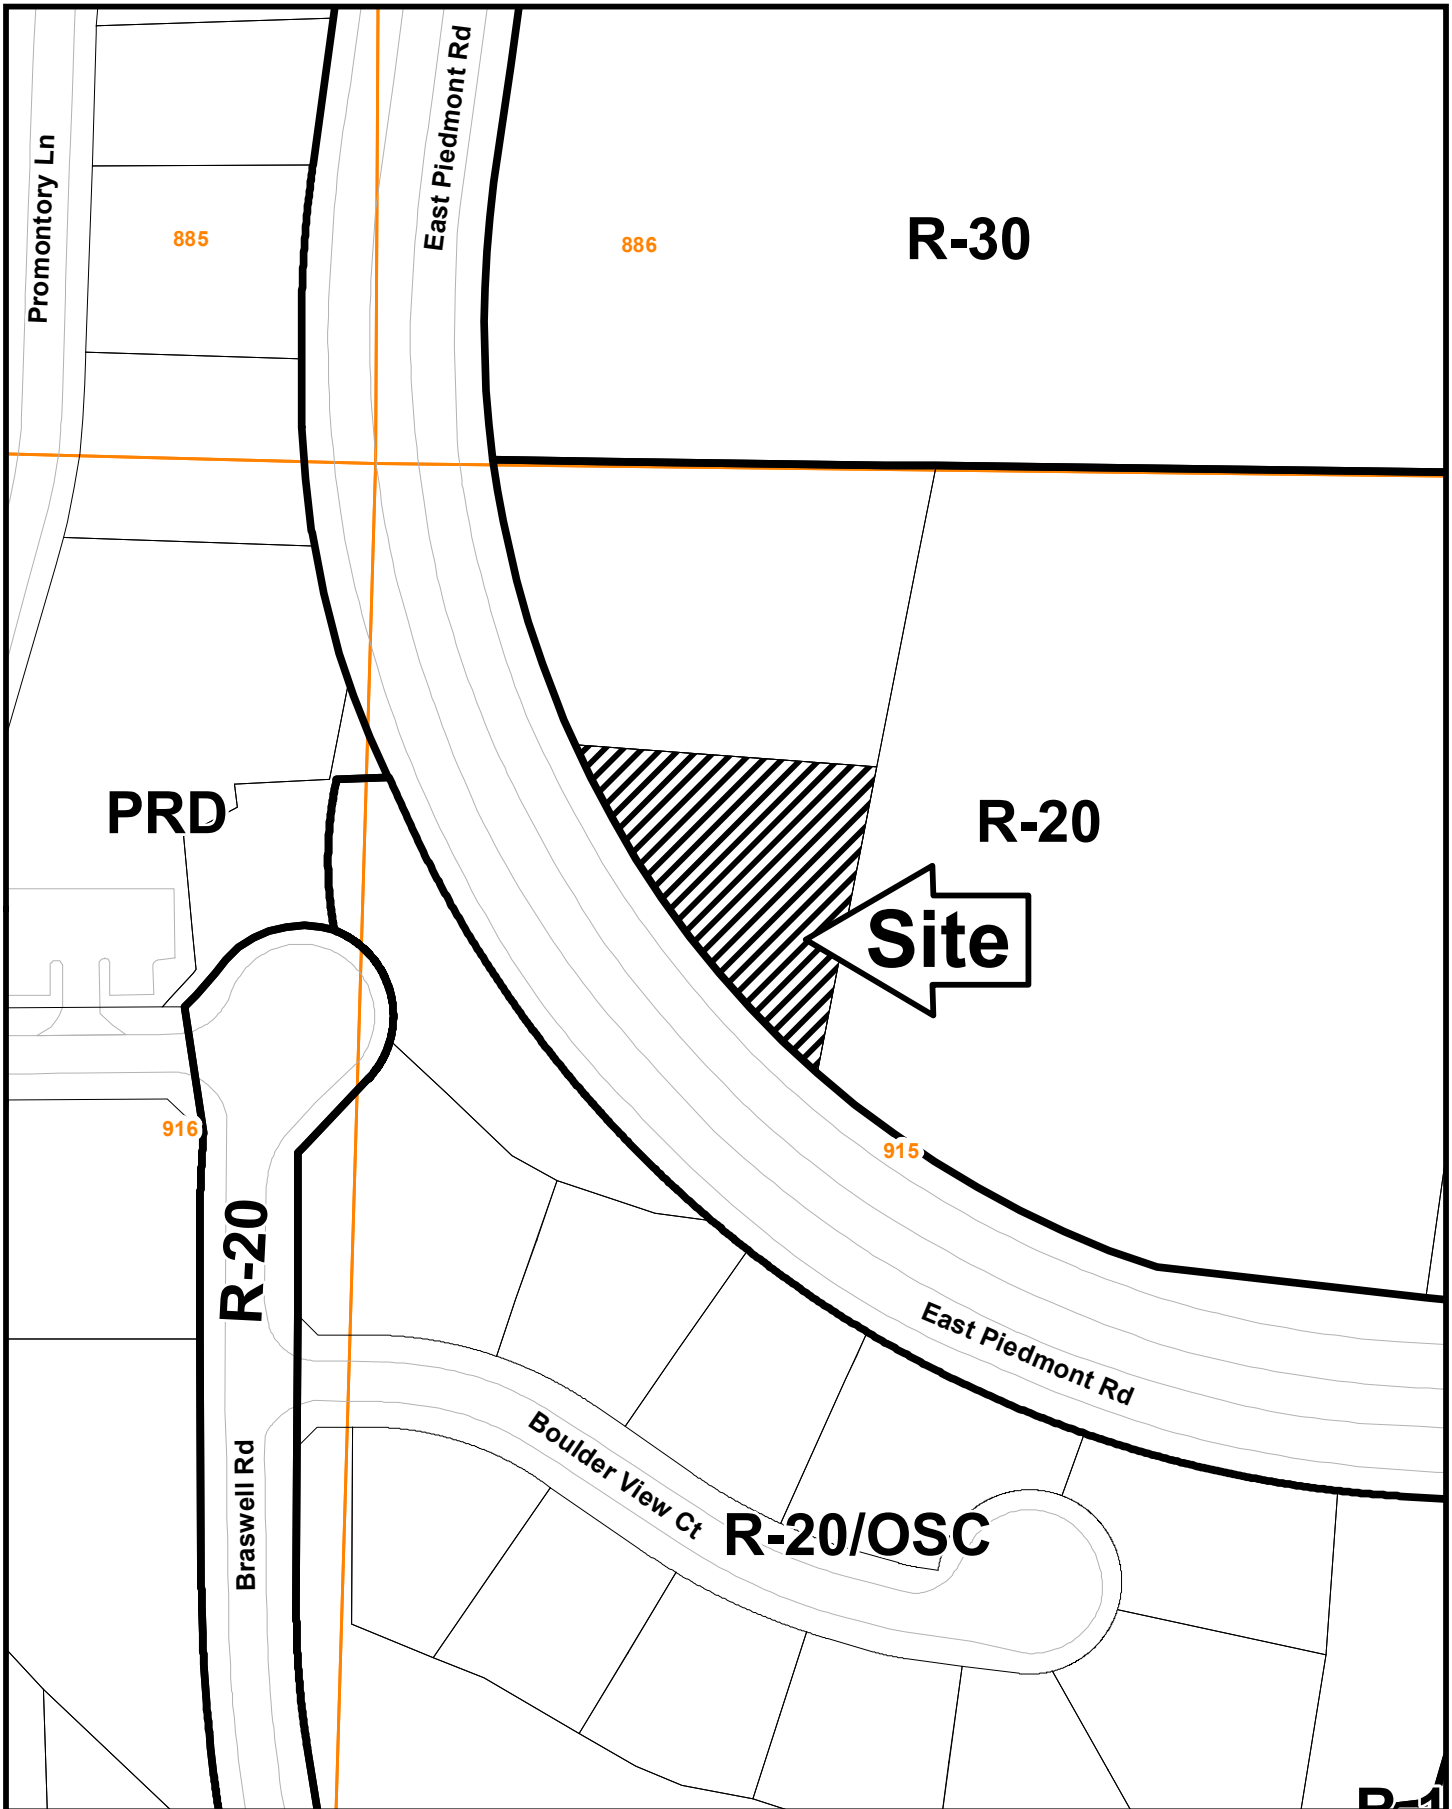 East Piedmont Rd
Promontory Ln
885
886
R-30
PRD
R-20
Site
916
915
R-20
East Piedmont Rd
Boulder View Ct
Braswell Rd
R-20/OSC